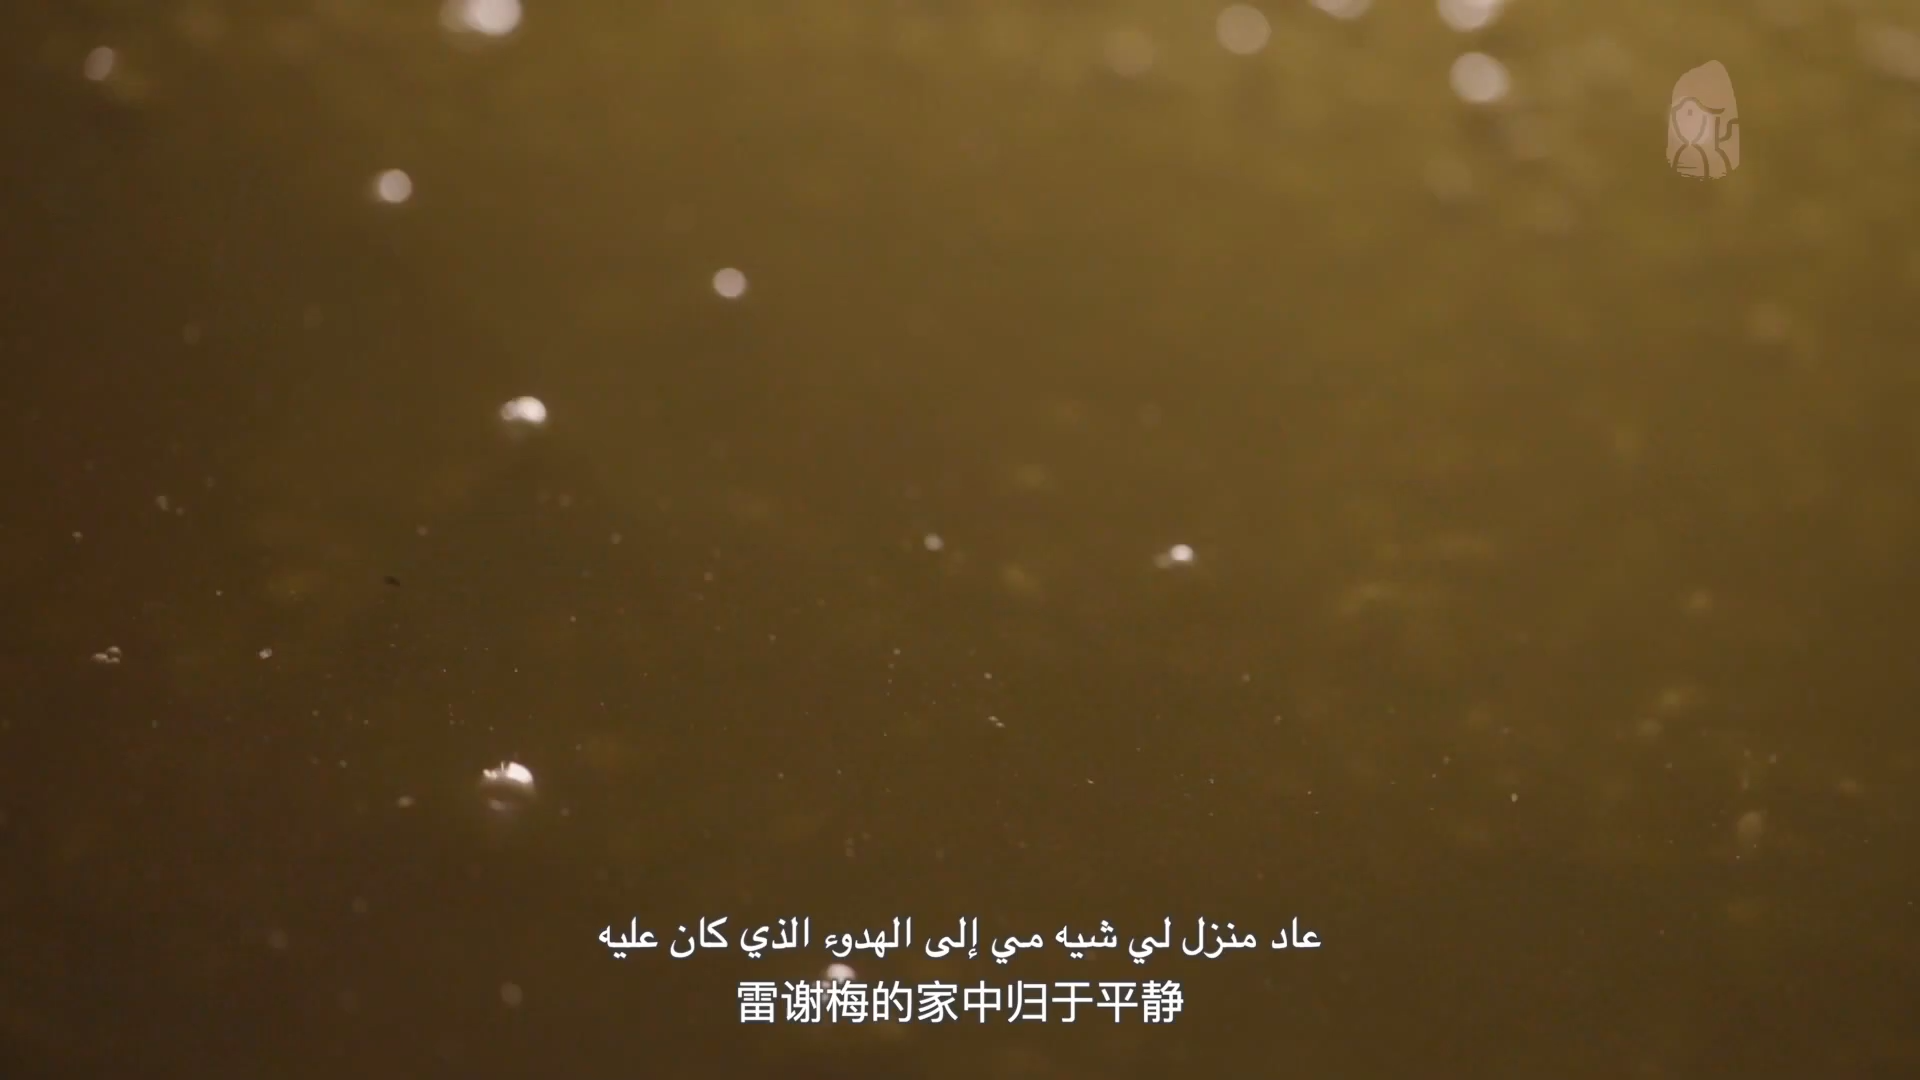 عاد منزل لي شيه مي إلى الهدوء الذي كان عليه
雷谢梅的家中归于平静